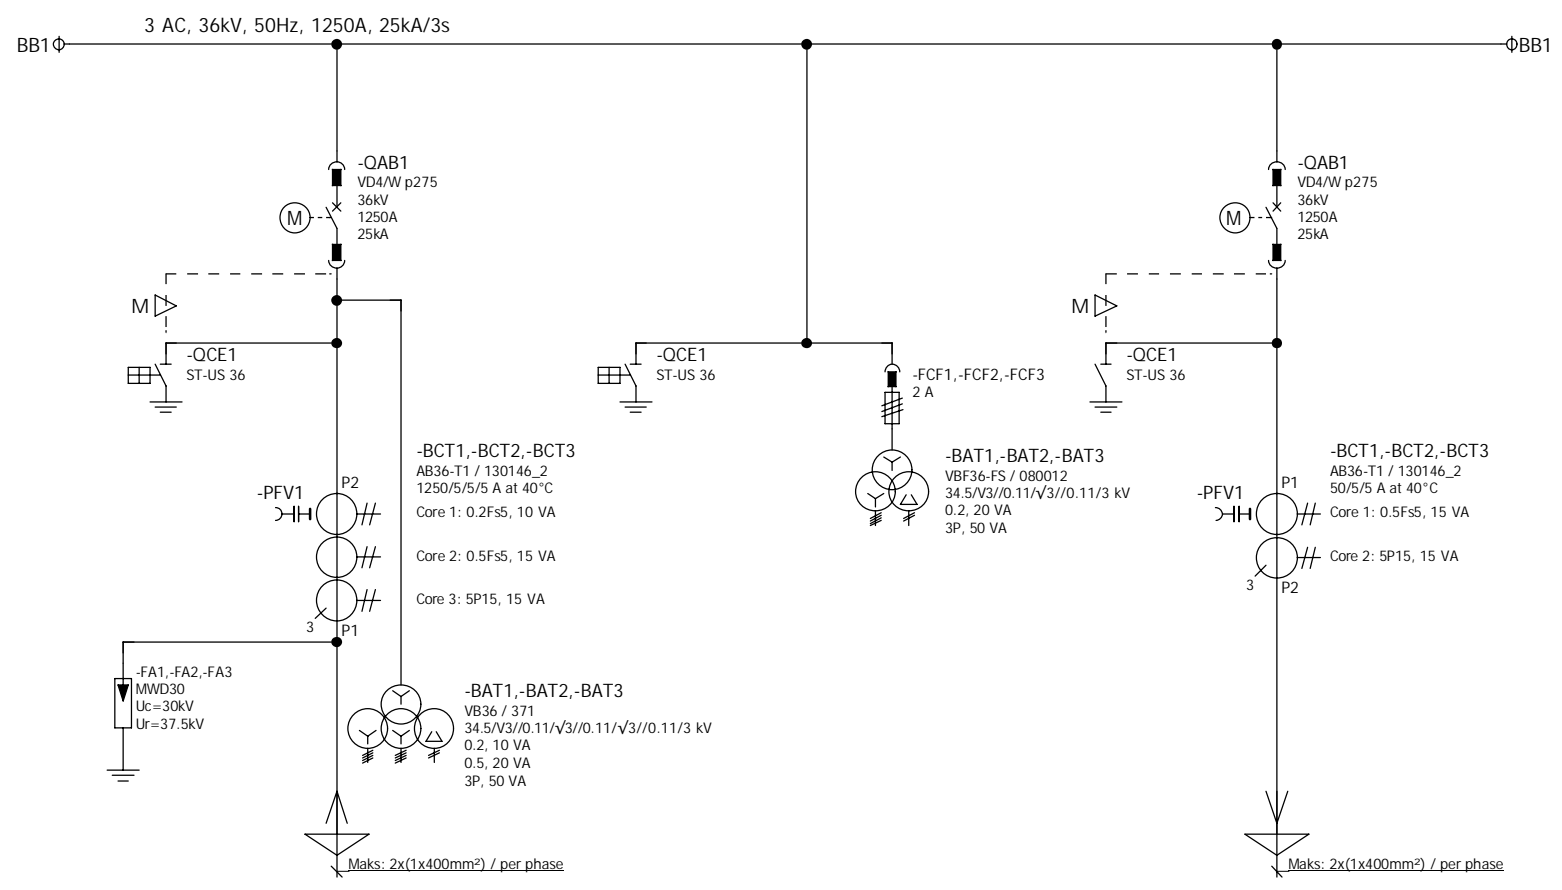 3 AC, 36kV, 50Hz, 1250A, 25kA/3s
BB1
BB1
-QAB1
VD4/W p275
36kV
1250A
25kA
M
M
-QCE1
ST-US 36
-BCT1,-BCT2,-BCT3
AB36-T1 / 130146_2
1250/5/5/5 A at 40°C
P2
-PFV1
Core 1: 0.2Fs5, 10 VA
Core 2: 0.5Fs5, 15 VA
Core 3: 5P15, 15 VA
3
P1
-FA1,-FA2,-FA3
MWD30
Uc=30kV
Ur=37.5kV
-BAT1,-BAT2,-BAT3
VB36 / 371
34.5/V3//0.11/√3//0.11/√3//0.11/3 kV
0.2, 10 VA
0.5, 20 VA
3P, 50 VA
Maks: 2x(1x400mm²) / per phase
-QCE1
ST-US 36
-FCF1,-FCF2,-FCF3
2 A
-BAT1,-BAT2,-BAT3
VBF36-FS / 080012
34.5/V3//0.11/√3//0.11/3 kV
0.2, 20 VA
3P, 50 VA
-QAB1
VD4/W p275
36kV
1250A
25kA
M
M
-QCE1
ST-US 36
-BCT1,-BCT2,-BCT3
AB36-T1 / 130146_2
50/5/5 A at 40°C
P1
-PFV1
Core 1: 0.5Fs5, 15 VA
Core 2: 5P15, 15 VA
3
P2
Maks: 2x(1x400mm²) / per phase